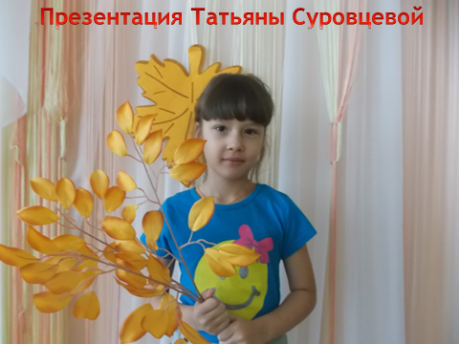 Презентация Татьяны Суровцевой